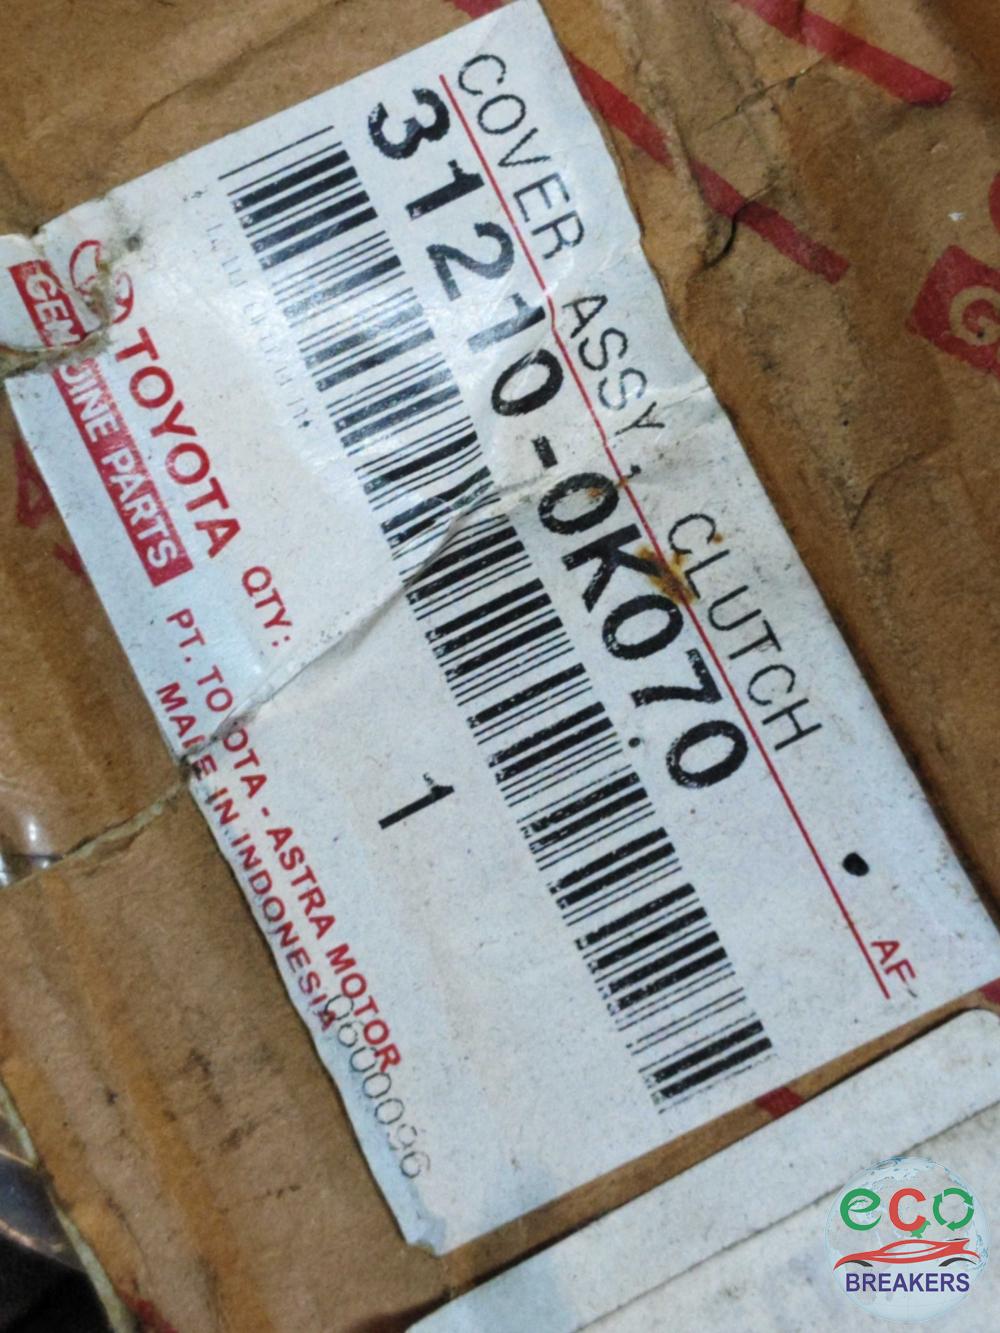 COVER ASSY, CLUTCH
31210-0K070
TOYOTA
GENUINE PARTS
QTY:
1
PT. TOYOTA - ASTRA MOTOR
MADE IN INDONESIA
0600096
AF
eco
BREAKERS